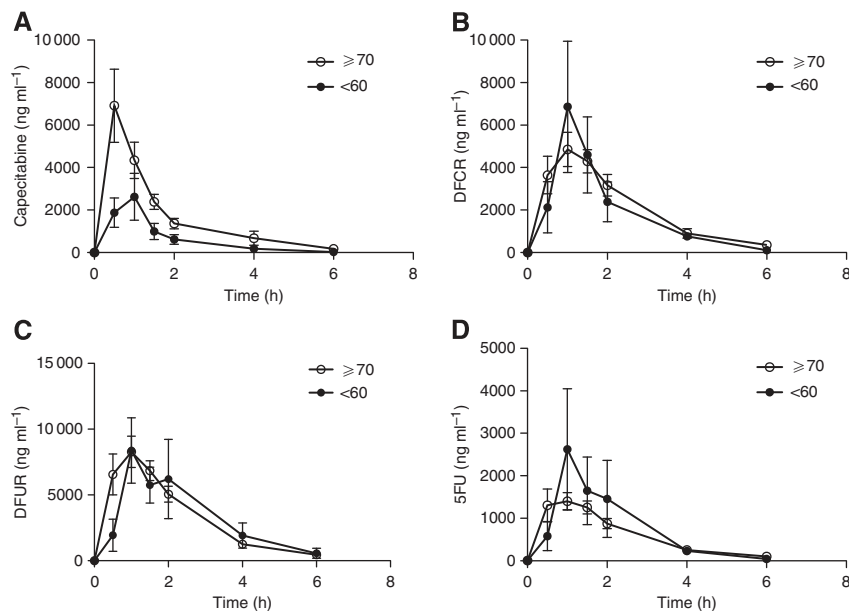 A
10 000
8000
6000
4000
2000
0
Capecitabine (ng ml⁻¹)
⩾70
<60
0 2 4 6 8
Time (h)
B
10 000
8000
6000
4000
2000
0
DFCR (ng ml⁻¹)
⩾70
<60
0 2 4 6 8
Time (h)
C
15 000
10 000
5000
0
DFUR (ng ml⁻¹)
⩾70
<60
0 2 4 6 8
Time (h)
D
5000
4000
3000
2000
1000
0
5FU (ng ml⁻¹)
⩾70
<60
0 2 4 6 8
Time (h)